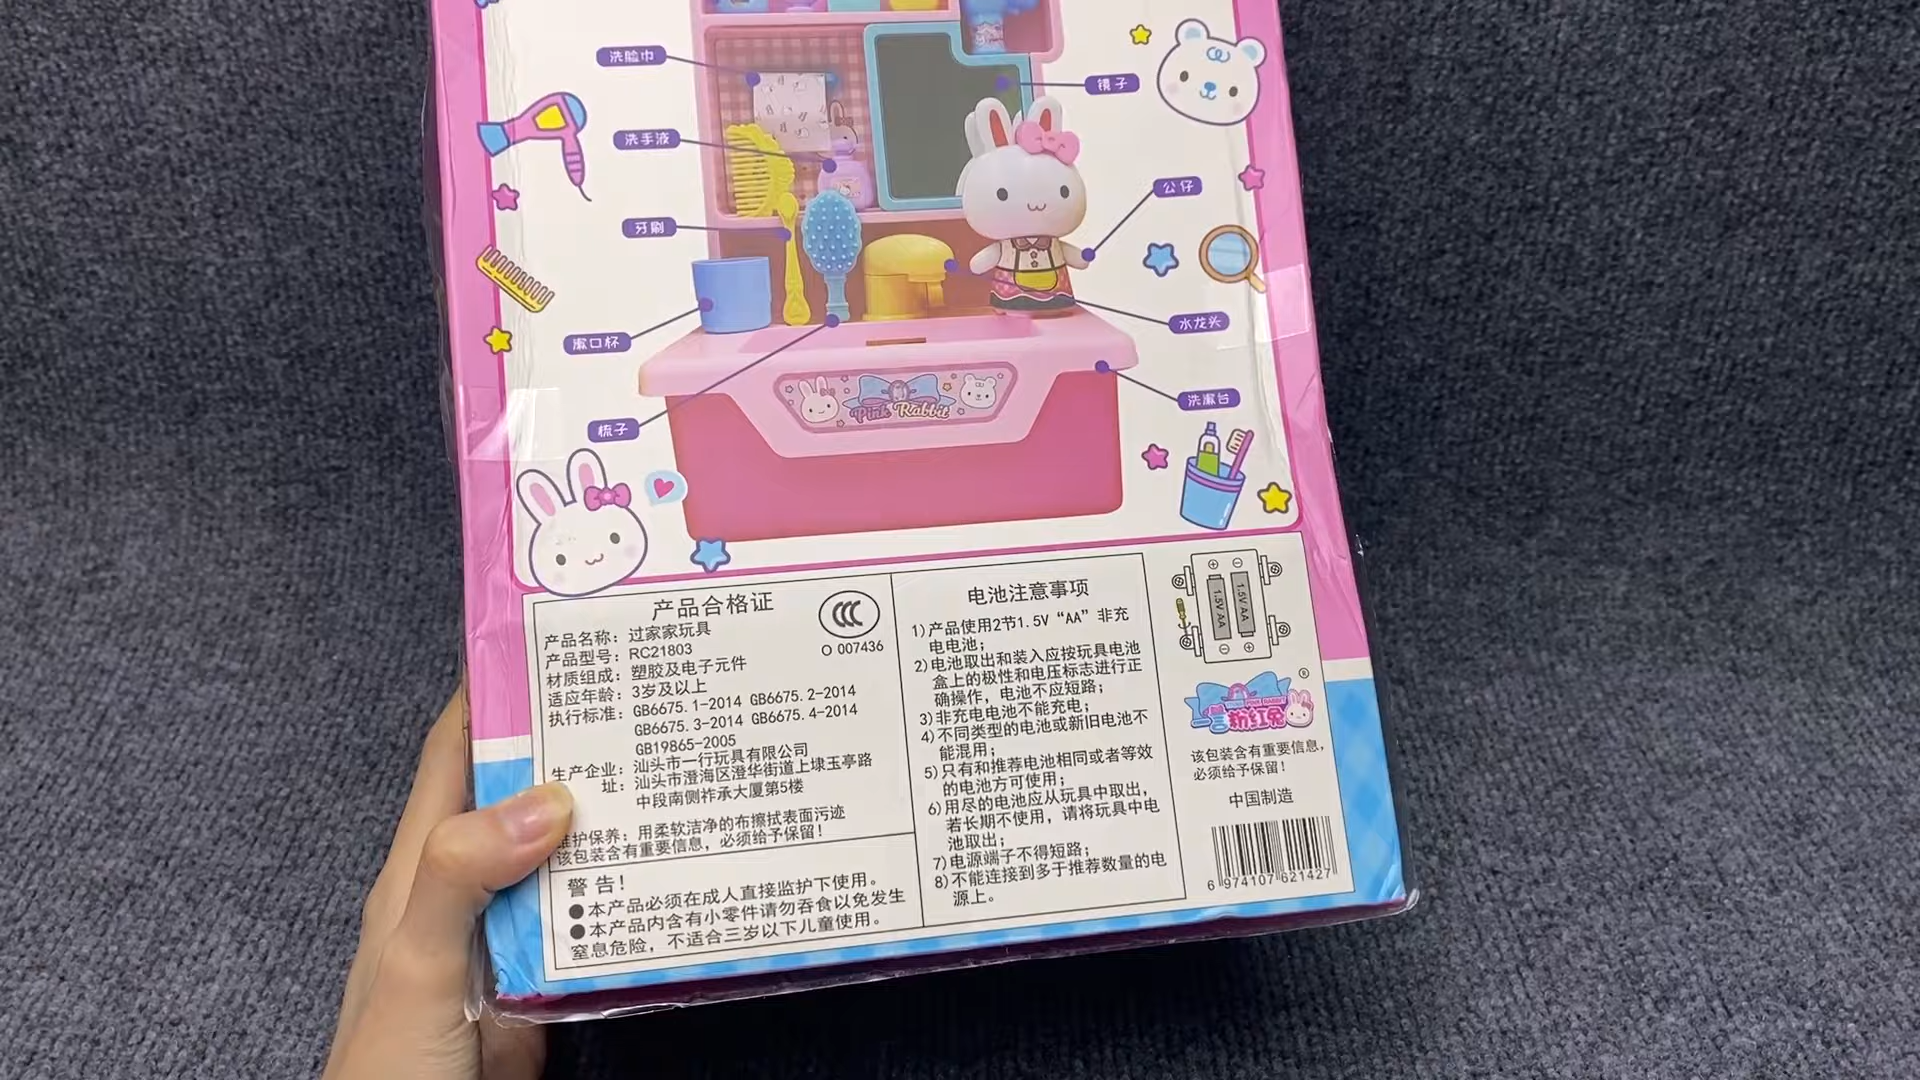 洗脸巾
镜子
洗手液
公仔
牙刷
漱口杯
水龙头
梳子
洗漱台
Pink Rabbit
产品合格证
CCC
O 007436
产品名称：过家家玩具
产品型号：RC21803
材质组成：塑胶及电子元件
适应年龄：3岁及以上
执行标准：GB6675.1-2014 GB6675.2-2014
GB6675.3-2014 GB6675.4-2014
GB19865-2005
生产企业：汕头市一行玩具有限公司
址：汕头市澄海区澄华街道上埭玉亭路
中段南侧祚承大厦第5楼
维护保养：用柔软洁净的布擦拭表面污迹
该包装含有重要信息，必须给予保留！
警告！
●本产品必须在成人直接监护下使用。
●本产品内含有小零件请勿吞食以免发生
窒息危险，不适合三岁以下儿童使用。
电池注意事项
1)产品使用2节1.5V“AA”非充
电电池；
2)电池取出和装入应按玩具电池
盒上的极性和电压标志进行正
确操作，电池不应短路；
3)非充电电池不能充电；
4)不同类型的电池或新旧电池不
能混用；
5)只有和推荐电池相同或者等效
的电池方可使用；
6)用尽的电池应从玩具中取出，
若长期不使用，请将玩具中电
池取出；
7)电源端子不得短路；
8)不能连接到多于推荐数量的电
源上。
1.5V AA
1.5V AA
粉红兔
®
该包装含有重要信息，
必须给予保留！
中国制造
6 974107 621427